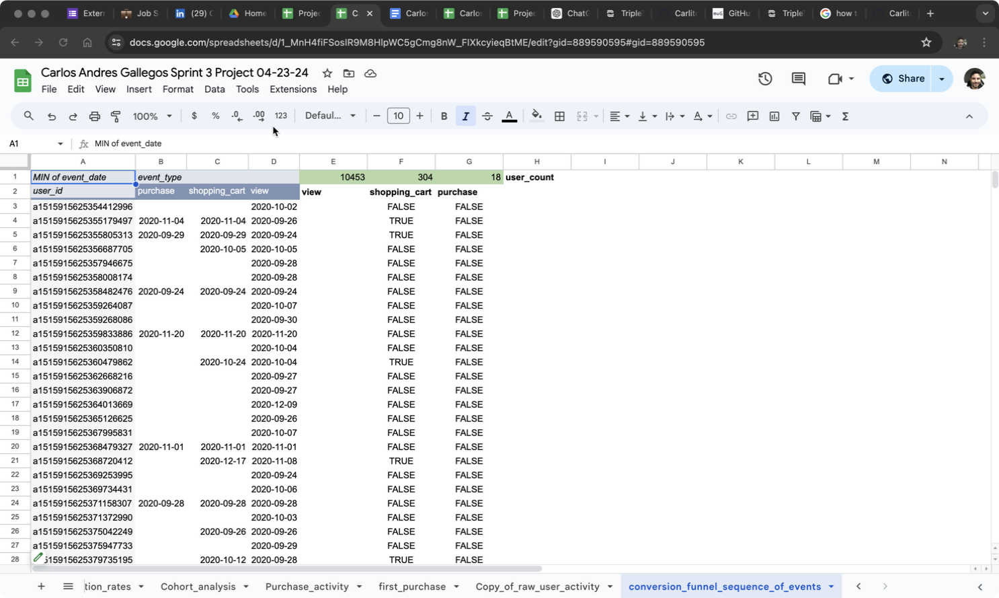 Extern
Job S
(29) (
Home
Projec
C
Carlos
Carlos
Projec
ChatG
Triple
Carlito
GitHu
Triple
how t
Carlit
docs.google.com/spreadsheets/d/1_MnH4fiFSosIR9M8HlpWC5gCmg8nW_FlXkcyieqBtME/edit?gid=889590595#gid=889590595
Carlos Andres Gallegos Sprint 3 Project 04-23-24
File Edit View Insert Format Data Tools Extensions Help
Share
100% $ % .0 .00 123 Defaul... 10 B I A
A1 fx MIN of event_date
A B C D E F G H I J K L M N
1 MIN of event_date event_type 10453 304 18 user_count
2 user_id purchase shopping_cart view view shopping_cart purchase
3 a1515915625354412996 2020-10-02 FALSE FALSE
4 a1515915625355179497 2020-11-04 2020-11-04 2020-09-26 TRUE FALSE
5 a1515915625355805313 2020-09-29 2020-09-29 2020-09-24 TRUE FALSE
6 a1515915625356687705 2020-10-05 2020-10-05 FALSE FALSE
7 a1515915625357946675 2020-09-28 FALSE FALSE
8 a1515915625358008174 2020-09-28 FALSE FALSE
9 a1515915625358482476 2020-09-24 2020-09-24 2020-09-24 FALSE FALSE
10 a1515915625359264087 2020-10-07 FALSE FALSE
11 a1515915625359268086 2020-09-30 FALSE FALSE
12 a1515915625359833886 2020-11-20 2020-11-20 2020-11-20 FALSE FALSE
13 a1515915625360350810 2020-10-04 FALSE FALSE
14 a1515915625360479862 2020-10-24 2020-10-04 TRUE FALSE
15 a1515915625362668216 2020-09-27 FALSE FALSE
16 a1515915625363906872 2020-09-27 FALSE FALSE
17 a1515915625364013669 2020-12-09 FALSE FALSE
18 a1515915625365126625 2020-09-26 FALSE FALSE
19 a1515915625367995831 2020-10-07 FALSE FALSE
20 a1515915625368479327 2020-11-01 2020-11-01 2020-11-01 FALSE FALSE
21 a1515915625368720412 2020-12-17 2020-11-08 TRUE FALSE
22 a1515915625369253995 2020-09-24 FALSE FALSE
23 a1515915625369734431 2020-10-06 FALSE FALSE
24 a1515915625371158307 2020-09-28 2020-09-28 2020-09-28 FALSE FALSE
25 a1515915625371372990 2020-10-03 FALSE FALSE
26 a1515915625375042249 2020-09-26 2020-09-26 FALSE FALSE
27 a1515915625375947733 2020-09-29 FALSE FALSE
28 515915625379735195 2020-10-12 2020-09-28 TRUE FALSE
tion_rates Cohort_analysis Purchase_activity first_purchase Copy_of_raw_user_activity conversion_funnel_sequence_of_events